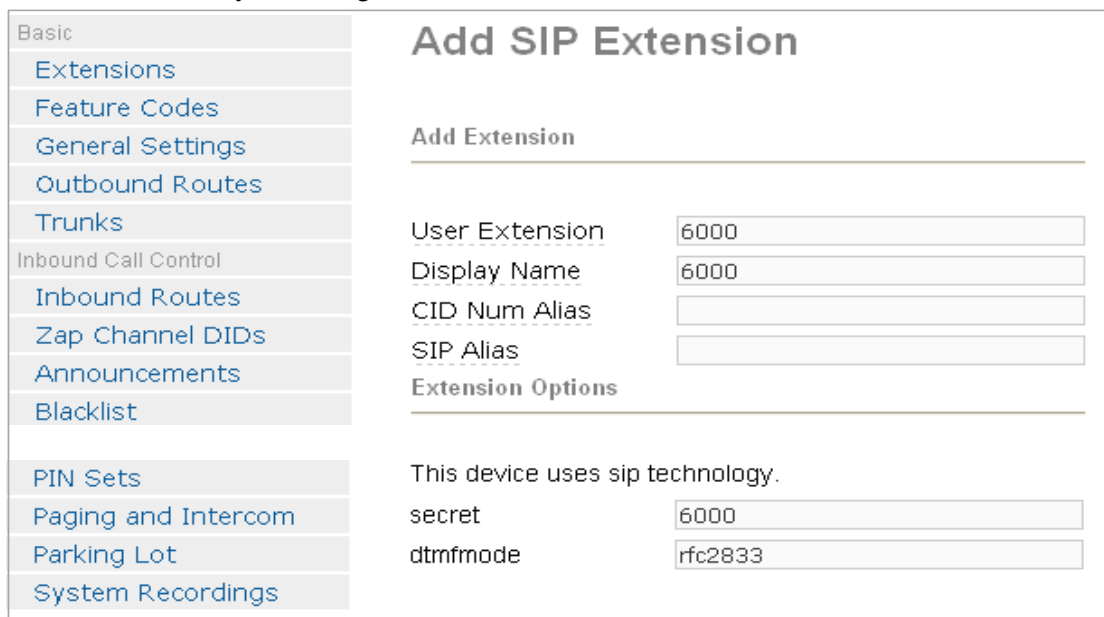 Basic
Extensions
Feature Codes
General Settings
Outbound Routes
Trunks
Inbound Call Control
Inbound Routes
Zap Channel DIDs
Announcements
Blacklist
PIN Sets
Paging and Intercom
Parking Lot
System Recordings
Add SIP Extension
Add Extension
User Extension 6000
Display Name 6000
CID Num Alias
SIP Alias
Extension Options
This device uses sip technology.
secret 6000
dtmfmode rfc2833